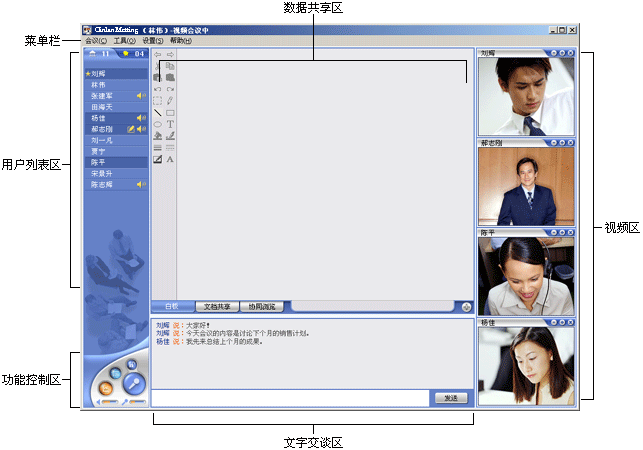 数据共享区
菜单栏
用户列表区
功能控制区
视频区
文字交谈区
（林伟）-视频会议中
会议(C) 工具(O) 设置(S) 帮助(H)
11 04
刘辉
林伟
张建军
田海天
杨佳
郝志刚
刘一凡
贾宁
陈平
宋景升
陈志辉
T
A
白板 文档共享 协同浏览
刘辉 说：大家好！
刘辉 说：今天会议的内容是讨论下个月的销售计划。
杨佳 说：我先来总结上个月的成果。
发送
刘辉
郝志刚
陈平
杨佳